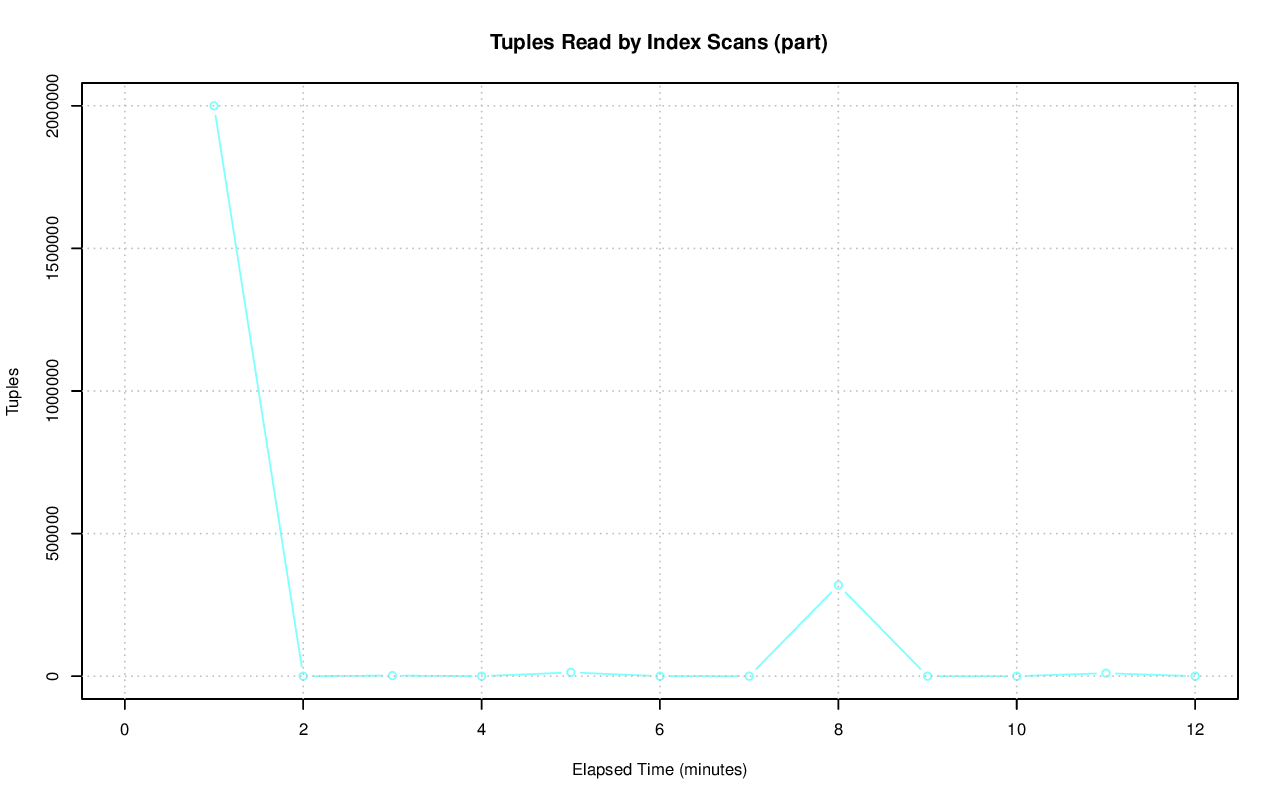 Tuples Read by Index Scans (part)
2000000
1500000
1000000
500000
0
Tuples
0 2 4 6 8 10 12
Elapsed Time (minutes)